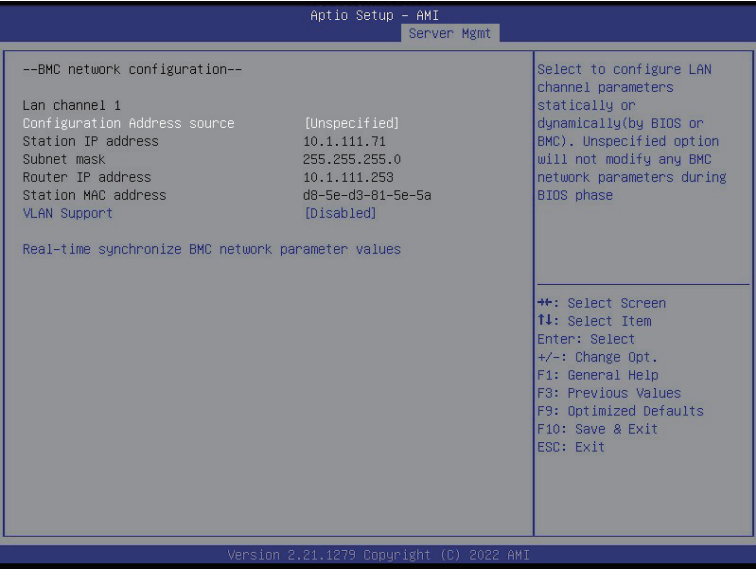 Aptio Setup – AMI
Server Mgmt
--BMC network configuration--
Lan channel 1
Configuration Address source [Unspecified]
Station IP address 10.1.111.71
Subnet mask 255.255.255.0
Router IP address 10.1.111.253
Station MAC address d8-5e-d3-81-5e-5a
VLAN Support [Disabled]
Real-time synchronize BMC network parameter values
Select to configure LAN
channel parameters
statically or
dynamically(by BIOS or
BMC). Unspecified option
will not modify any BMC
network parameters during
BIOS phase
→←: Select Screen
↑↓: Select Item
Enter: Select
+/-: Change Opt.
F1: General Help
F3: Previous Values
F9: Optimized Defaults
F10: Save & Exit
ESC: Exit
Version 2.21.1279 Copyright (C) 2022 AMI